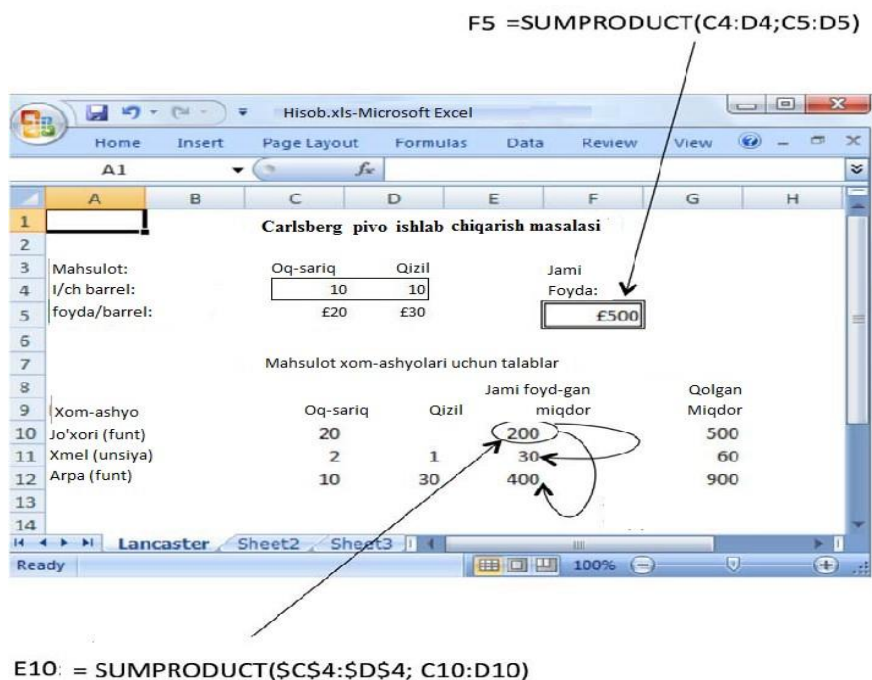 F5 =SUMPRODUCT(C4:D4;C5:D5)
Hisob.xls-Microsoft Excel
Home Insert Page Layout Formulas Data Review View
A1 fx
A B C D E F G H
1 Carlsberg pivo ishlab chiqarish masalasi
2
3 Mahsulot: Oq-sariq Qizil Jami
4 I/ch barrel: 10 10 Foyda:
5 foyda/barrel: £20 £30 £500
6
7 Mahsulot xom-ashyolari uchun talablar
8 Jami foyd-gan Qolgan
9 Xom-ashyo Oq-sariq Qizil miqdor Miqdor
10 Jo'xori (funt) 20 200 500
11 Xmel (unsiya) 2 1 30 60
12 Arpa (funt) 10 30 400 900
13
14
Lancaster Sheet2 Sheet3
Ready 100%
E10: = SUMPRODUCT($C$4:$D$4; C10:D10)